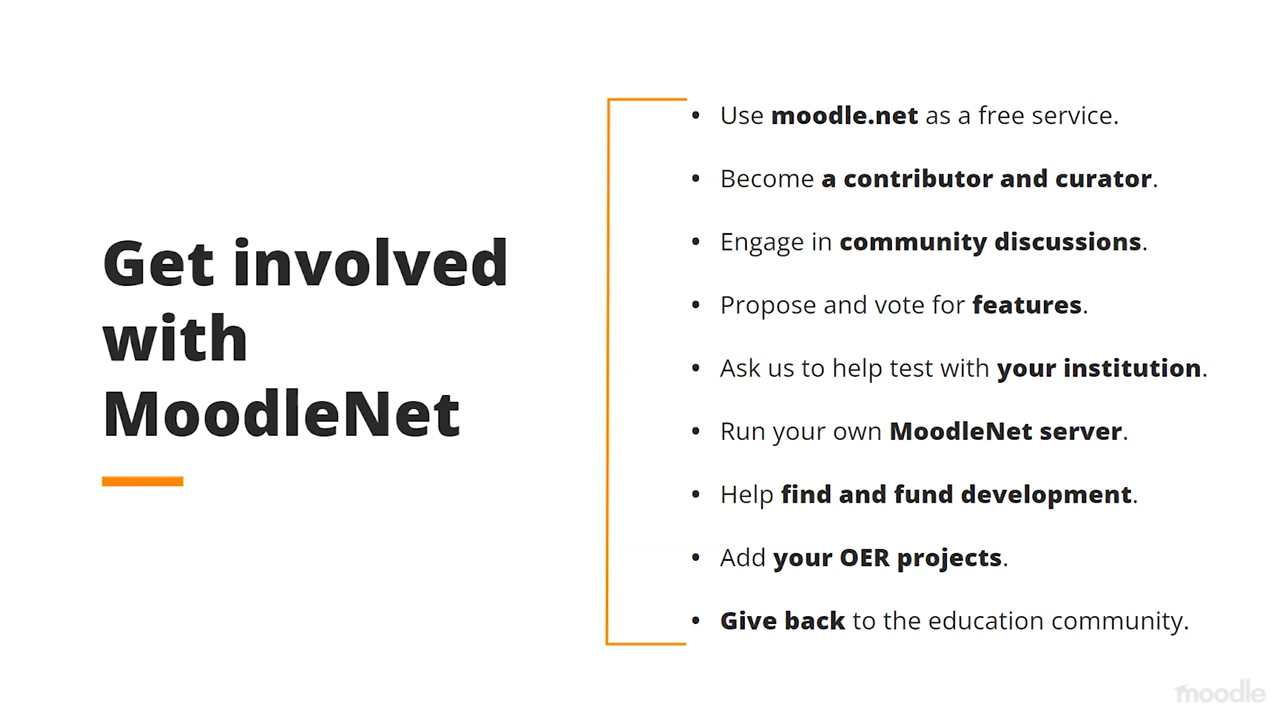 Get involved
with
MoodleNet
• Use moodle.net as a free service.
• Become a contributor and curator.
• Engage in community discussions.
• Propose and vote for features.
• Ask us to help test with your institution.
• Run your own MoodleNet server.
• Help find and fund development.
• Add your OER projects.
• Give back to the education community.
moodle